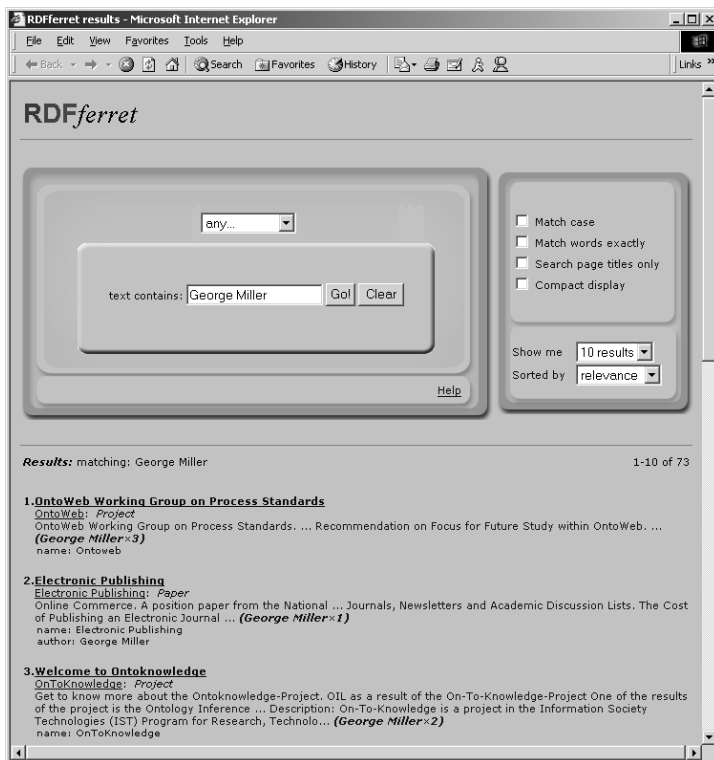 RDFferret results - Microsoft Internet Explorer
File Edit View Favorites Tools Help
Back Search Favorites History Links »
RDFferret
any...
text contains: George Miller Go! Clear
Help
Match case
Match words exactly
Search page titles only
Compact display
Show me 10 results
Sorted by relevance
Results: matching: George Miller 1-10 of 73
1.OntoWeb Working Group on Process Standards
OntoWeb: Project
OntoWeb Working Group on Process Standards. ... Recommendation on Focus for Future Study within OntoWeb. ...
(George Miller×3)
name: Ontoweb
2.Electronic Publishing
Electronic Publishing: Paper
Online Commerce. A position paper from the National ... Journals, Newsletters and Academic Discussion Lists. The Cost
of Publishing an Electronic Journal ... (George Miller×1)
name: Electronic Publishing
author: George Miller
3.Welcome to Ontoknowledge
OnToKnowledge: Project
Get to know more about the Ontoknowledge-Project. OIL as a result of the On-To-Knowledge-Project One of the results
of the project is the Ontology Inference ... Description: On-To-Knowledge is a project in the Information Society
Technologies (IST) Program for Research, Technolo... (George Miller×2)
name: OnToKnowledge